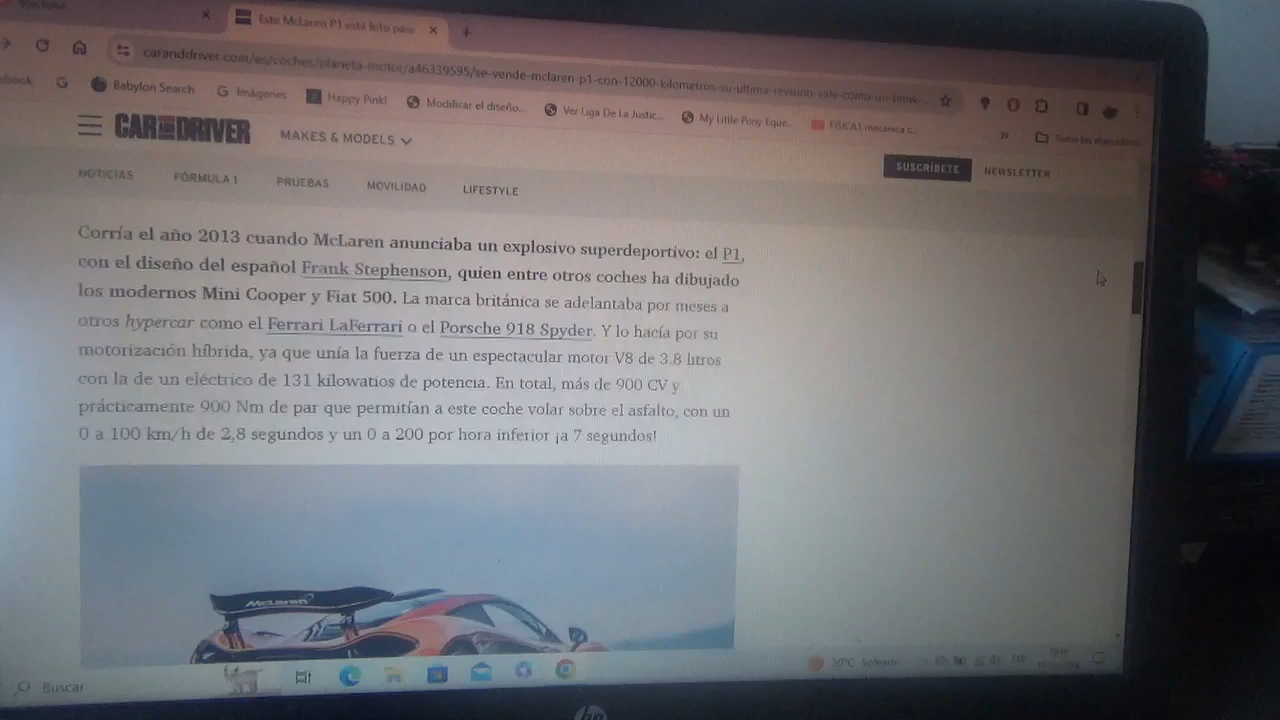 Este McLaren P1 está listo para
caranddriver.com/es/coches/planeta-motor/a46339595/se-vende-mclaren-p1-con-12000-kilometros-su-ultima-revision-vale-como-un-bmw-
ebook
Babylon Search
Imágenes
Happy Pink!
Modificar el diseño...
Ver Liga De La Justic...
My Little Pony Eque...
FISICA1 mecánica c...
»
CAR AND DRIVER
MAKES & MODELS
SUSCRÍBETE
NEWSLETTER
NOTICIAS FÓRMULA 1 PRUEBAS MOVILIDAD LIFESTYLE
Corría el año 2013 cuando McLaren anunciaba un explosivo superdeportivo: el P1,
con el diseño del español Frank Stephenson, quien entre otros coches ha dibujado
los modernos Mini Cooper y Fiat 500. La marca británica se adelantaba por meses a
otros hypercar como el Ferrari LaFerrari o el Porsche 918 Spyder. Y lo hacía por su
motorización híbrida, ya que unía la fuerza de un espectacular motor V8 de 3.8 litros
con la de un eléctrico de 131 kilowatios de potencia. En total, más de 900 CV y
prácticamente 900 Nm de par que permitían a este coche volar sobre el asfalto, con un
0 a 100 km/h de 2,8 segundos y un 0 a 200 por hora inferior ¡a 7 segundos!
McLaren
Buscar
30°C Soleado
hp